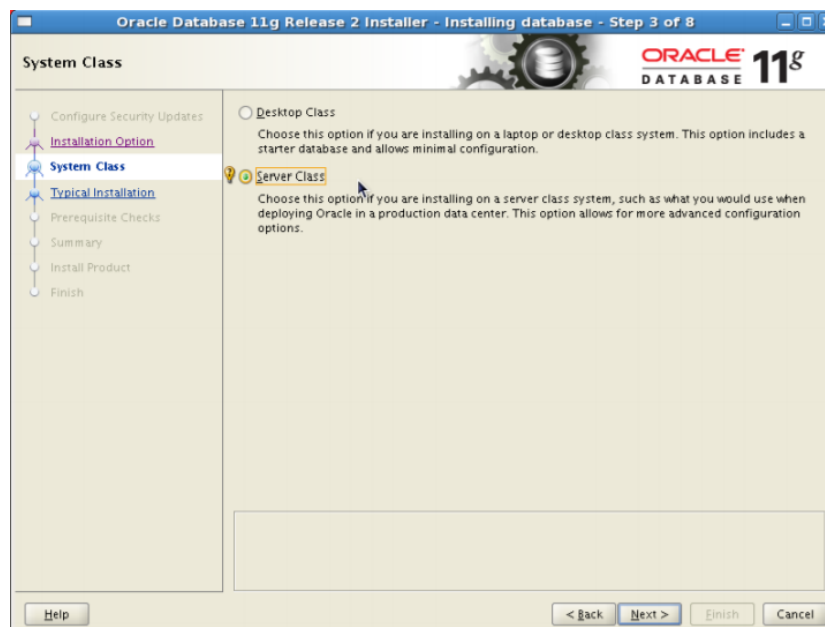 Oracle Database 11g Release 2 Installer - Installing database - Step 3 of 8
System Class
ORACLE
DATABASE
11g
Configure Security Updates
Installation Option
System Class
Typical Installation
Prerequisite Checks
Summary
Install Product
Finish
Desktop Class
Choose this option if you are installing on a laptop or desktop class system. This option includes a
starter database and allows minimal configuration.
Server Class
Choose this option if you are installing on a server class system, such as what you would use when
deploying Oracle in a production data center. This option allows for more advanced configuration
options.
Help
< Back
Next >
Finish
Cancel